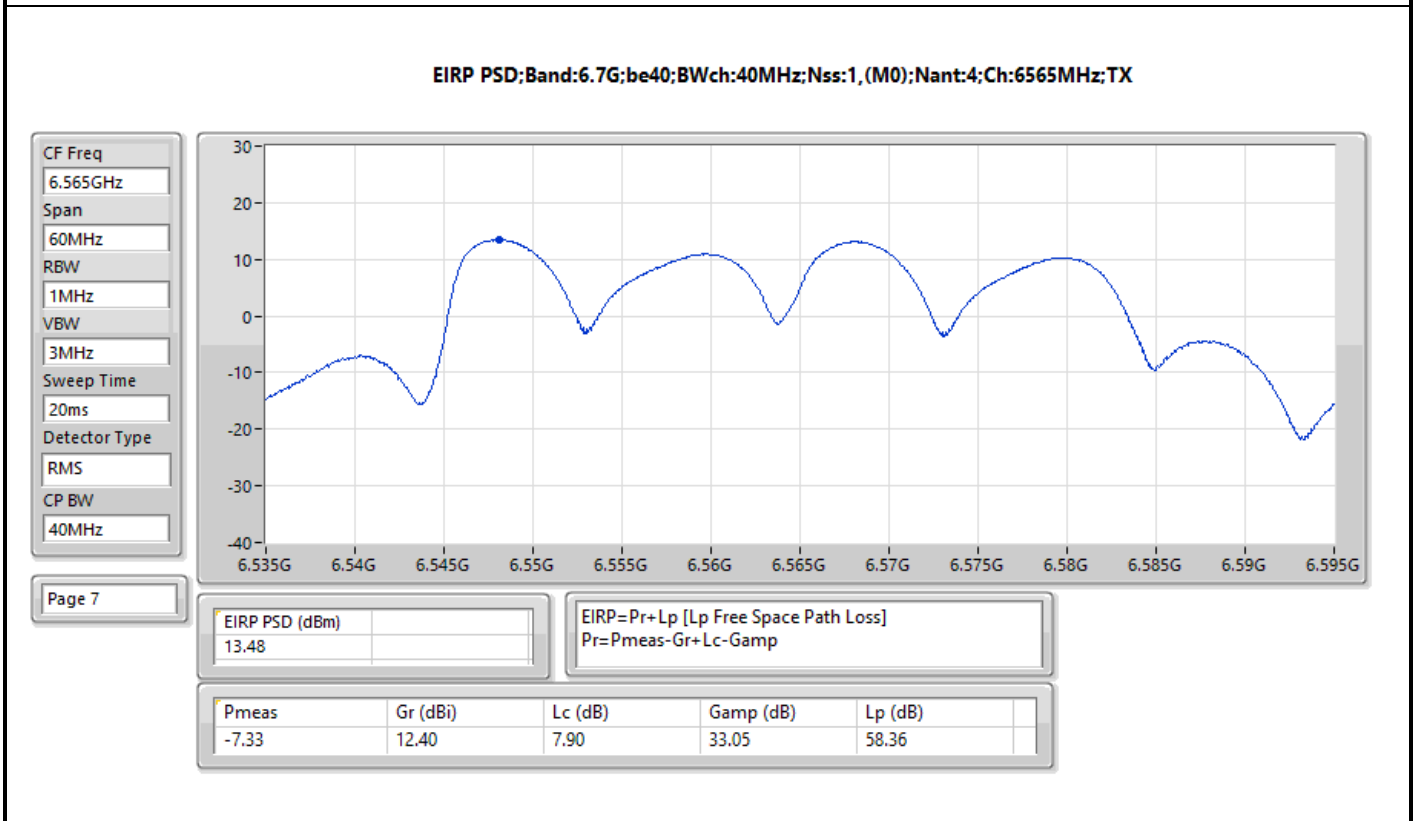 EIRP PSD;Band:6.7G;be40;BWch:40MHz;Nss:1,(M0);Nant:4;Ch:6565MHz;TX
CF Freq
6.565GHz
Span
60MHz
RBW
1MHz
VBW
3MHz
Sweep Time
20ms
Detector Type
RMS
CP BW
40MHz
Page 7
30
20
10
0
-10
-20
-30
-40
6.535G 6.54G 6.545G 6.55G 6.555G 6.56G 6.565G 6.57G 6.575G 6.58G 6.585G 6.59G 6.595G
EIRP PSD (dBm)
13.48
EIRP=Pr+Lp [Lp Free Space Path Loss]
Pr=Pmeas-Gr+Lc-Gamp
Pmeas Gr (dBi) Lc (dB) Gamp (dB) Lp (dB)
-7.33 12.40 7.90 33.05 58.36